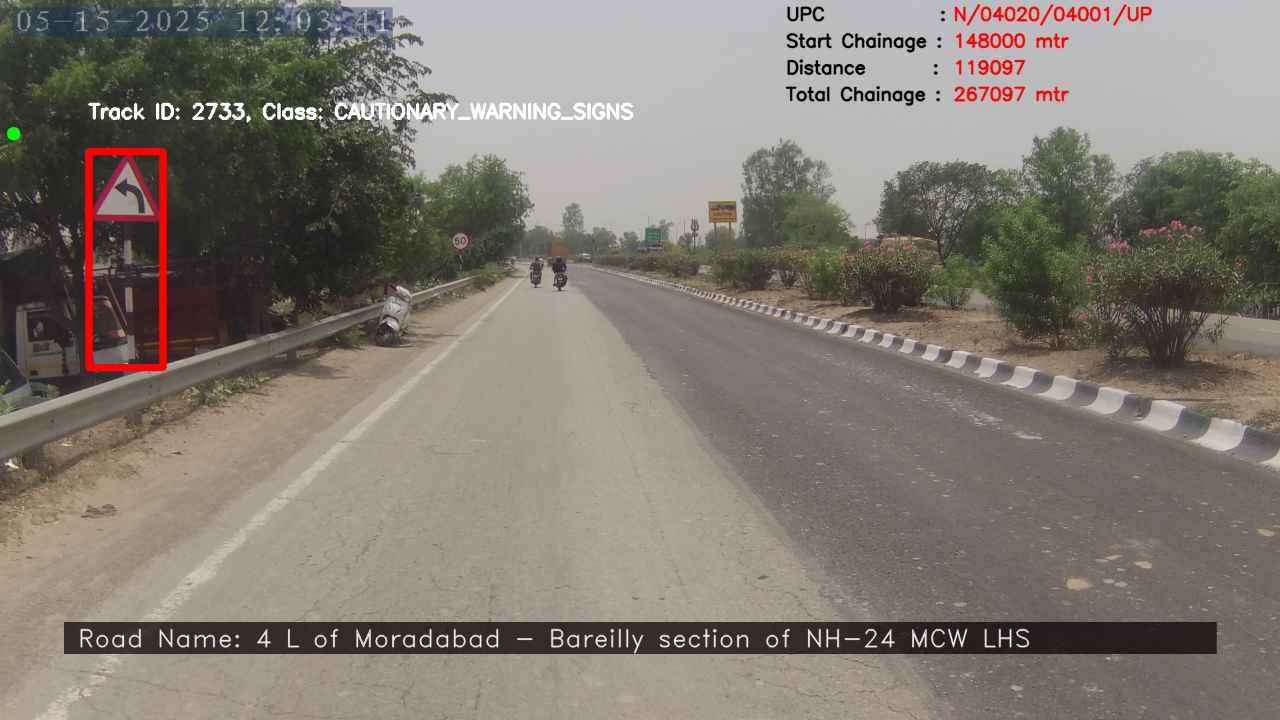 05-15-2025 12:03:41
UPC : N/04020/04001/UP
Start Chainage : 148000 mtr
Distance : 119097
Total Chainage : 267097 mtr
Track ID: 2733, Class: CAUTIONARY_WARNING_SIGNS
50
Road Name: 4 L of Moradabad - Bareilly section of NH-24 MCW LHS